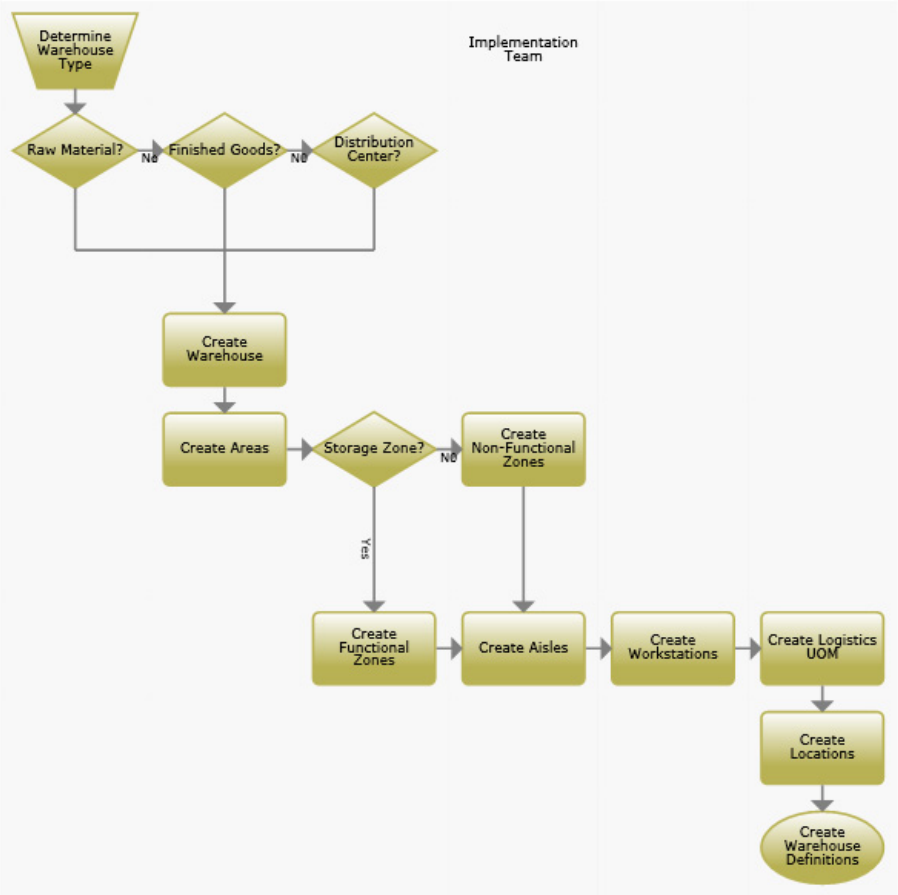 Determine
Warehouse
Type
Implementation
Team
Raw Material?
No
Finished Goods?
No
Distribution
Center?
Create
Warehouse
Create Areas
Storage Zone?
No
Create
Non-Functional
Zones
Yes
Create
Functional
Zones
Create Aisles
Create
Workstations
Create Logistics
UOM
Create
Locations
Create
Warehouse
Definitions